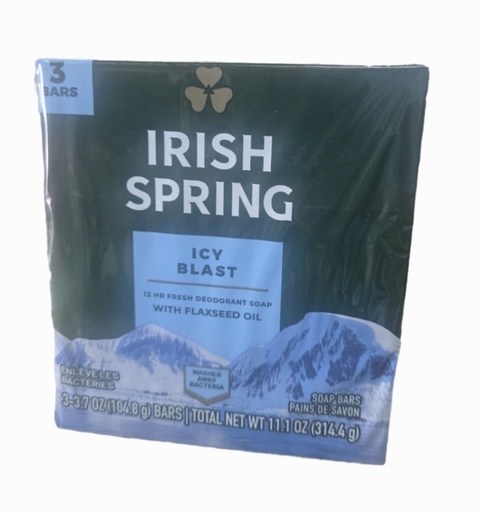 3
BARS
IRISH
SPRING
ICY
BLAST
12 HR FRESH DEODORANT SOAP
WITH FLAXSEED OIL
ENLÈVE LES
BACTÉRIES
WASHES
AWAY
BACTERIA
SOAP BARS
PAINS DE SAVON
3-3.7 OZ (104.8 g) BARS | TOTAL NET WT 11.1 OZ (314.4 g)